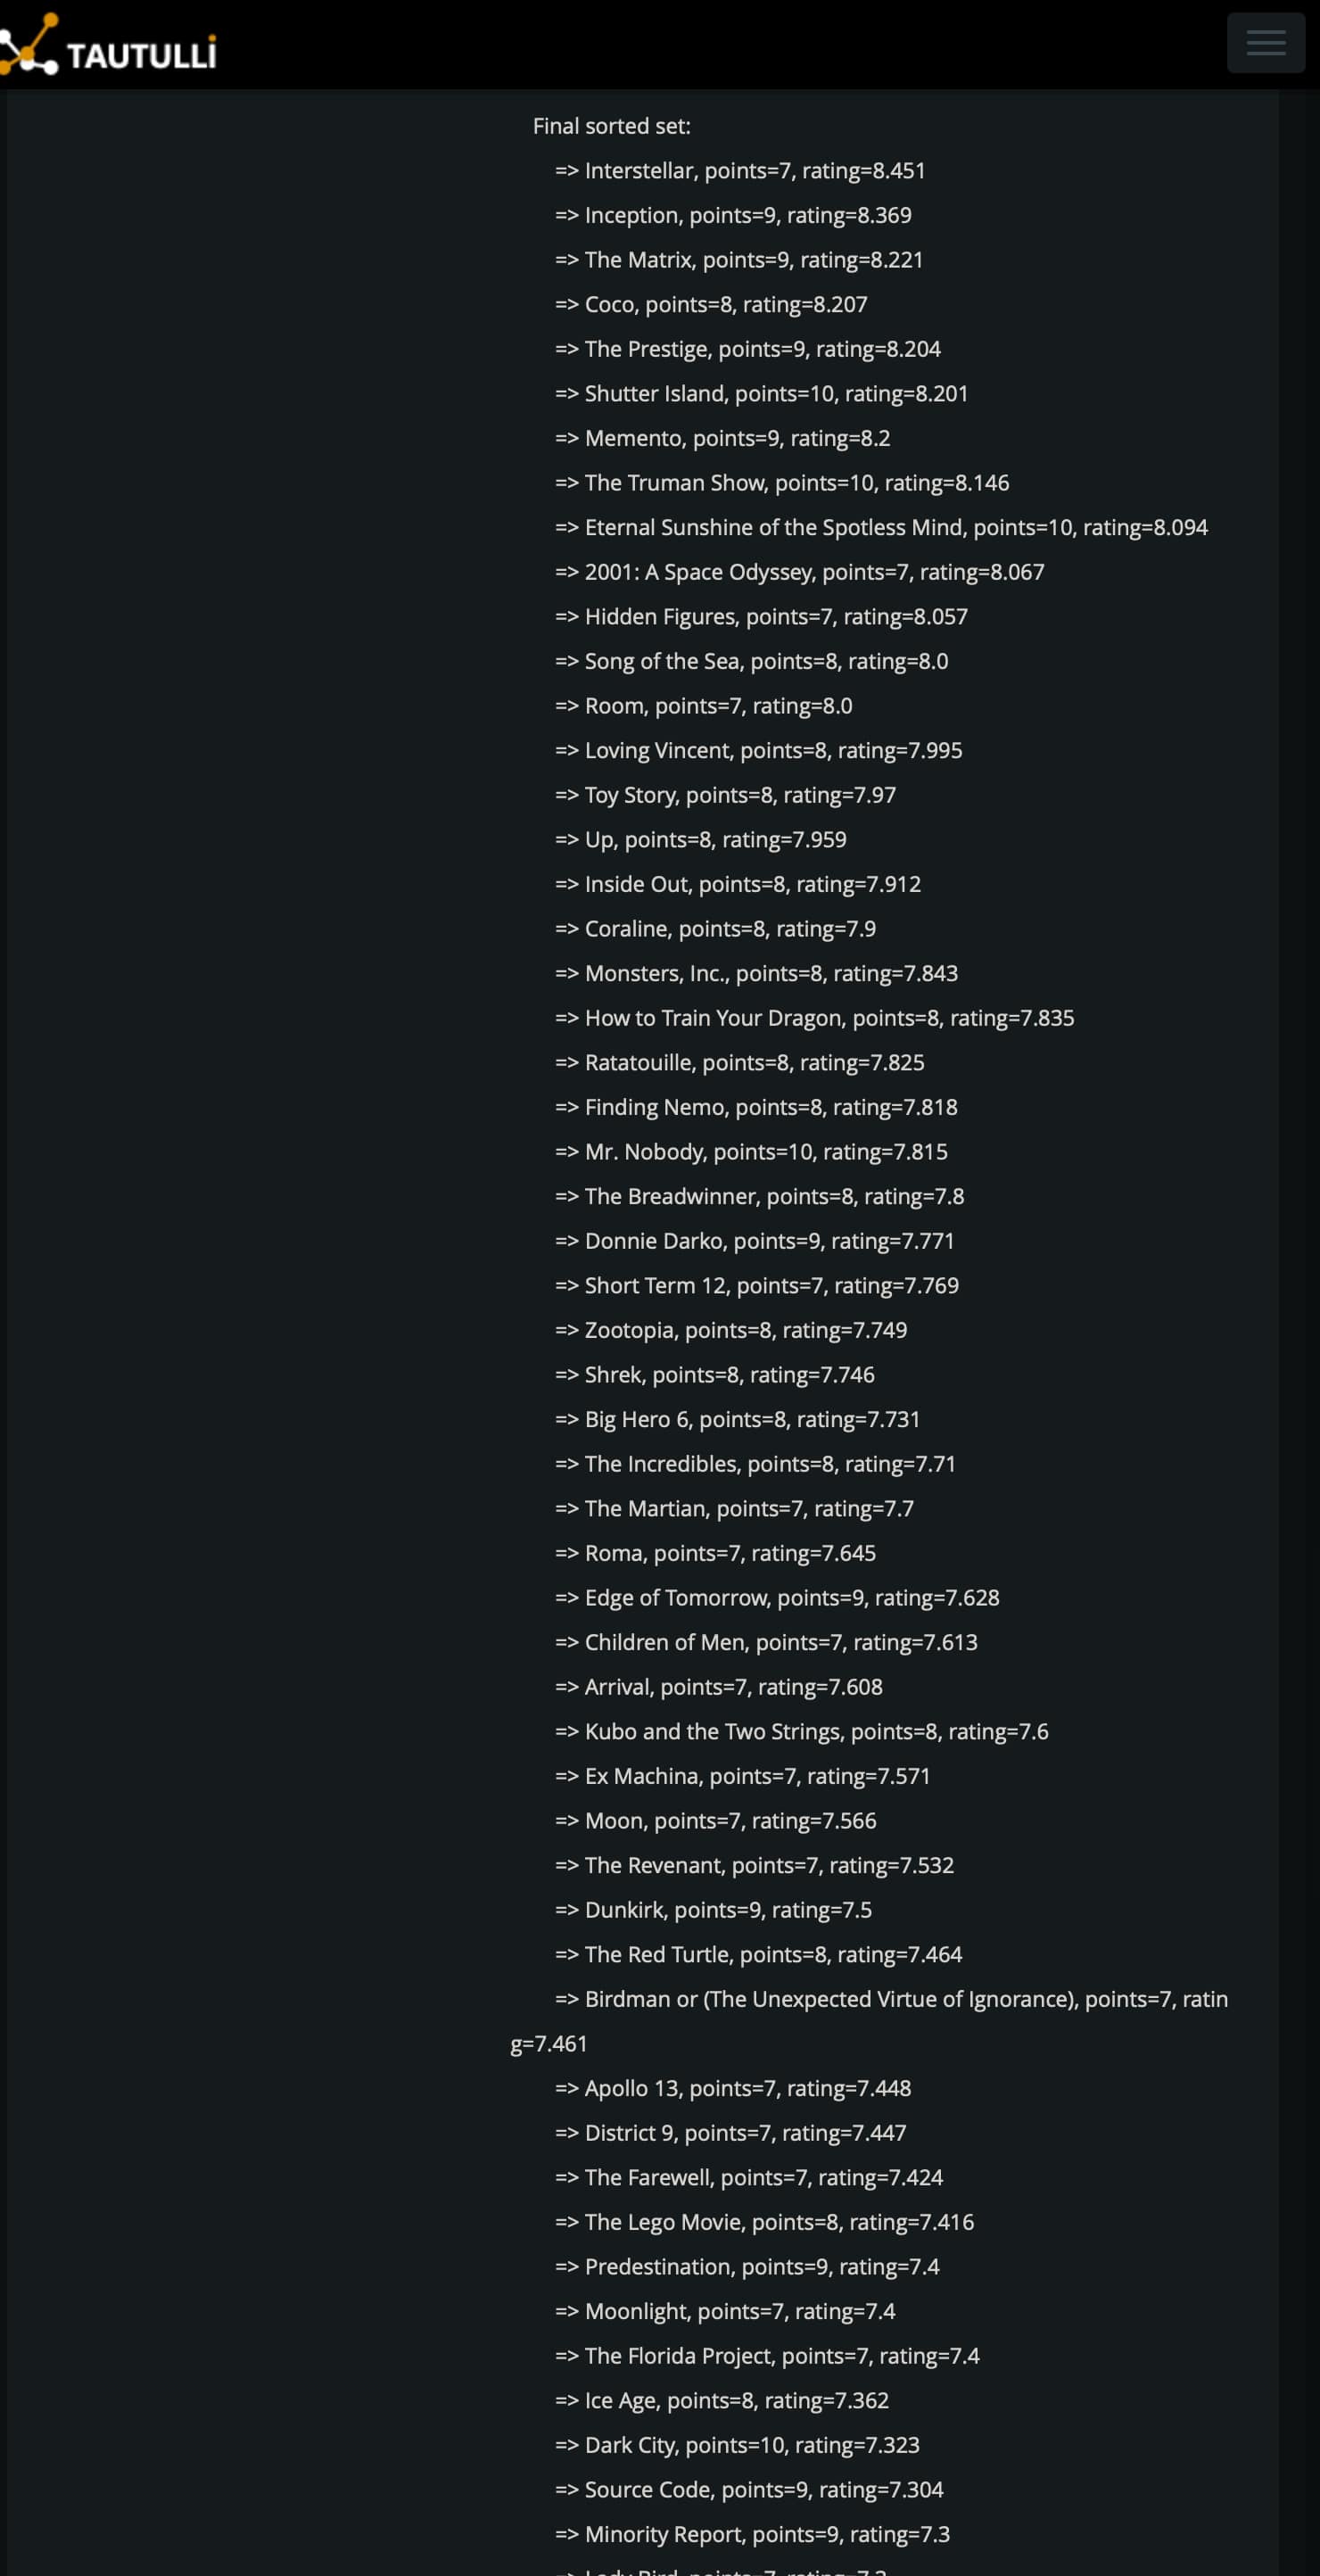 TAUTULLI
Final sorted set:
=> Interstellar, points=7, rating=8.451
=> Inception, points=9, rating=8.369
=> The Matrix, points=9, rating=8.221
=> Coco, points=8, rating=8.207
=> The Prestige, points=9, rating=8.204
=> Shutter Island, points=10, rating=8.201
=> Memento, points=9, rating=8.2
=> The Truman Show, points=10, rating=8.146
=> Eternal Sunshine of the Spotless Mind, points=10, rating=8.094
=> 2001: A Space Odyssey, points=7, rating=8.067
=> Hidden Figures, points=7, rating=8.057
=> Song of the Sea, points=8, rating=8.0
=> Room, points=7, rating=8.0
=> Loving Vincent, points=8, rating=7.995
=> Toy Story, points=8, rating=7.97
=> Up, points=8, rating=7.959
=> Inside Out, points=8, rating=7.912
=> Coraline, points=8, rating=7.9
=> Monsters, Inc., points=8, rating=7.843
=> How to Train Your Dragon, points=8, rating=7.835
=> Ratatouille, points=8, rating=7.825
=> Finding Nemo, points=8, rating=7.818
=> Mr. Nobody, points=10, rating=7.815
=> The Breadwinner, points=8, rating=7.8
=> Donnie Darko, points=9, rating=7.771
=> Short Term 12, points=7, rating=7.769
=> Zootopia, points=8, rating=7.749
=> Shrek, points=8, rating=7.746
=> Big Hero 6, points=8, rating=7.731
=> The Incredibles, points=8, rating=7.71
=> The Martian, points=7, rating=7.7
=> Roma, points=7, rating=7.645
=> Edge of Tomorrow, points=9, rating=7.628
=> Children of Men, points=7, rating=7.613
=> Arrival, points=7, rating=7.608
=> Kubo and the Two Strings, points=8, rating=7.6
=> Ex Machina, points=7, rating=7.571
=> Moon, points=7, rating=7.566
=> The Revenant, points=7, rating=7.532
=> Dunkirk, points=9, rating=7.5
=> The Red Turtle, points=8, rating=7.464
=> Birdman or (The Unexpected Virtue of Ignorance), points=7, ratin
g=7.461
=> Apollo 13, points=7, rating=7.448
=> District 9, points=7, rating=7.447
=> The Farewell, points=7, rating=7.424
=> The Lego Movie, points=8, rating=7.416
=> Predestination, points=9, rating=7.4
=> Moonlight, points=7, rating=7.4
=> The Florida Project, points=7, rating=7.4
=> Ice Age, points=8, rating=7.362
=> Dark City, points=10, rating=7.323
=> Source Code, points=9, rating=7.304
=> Minority Report, points=9, rating=7.3